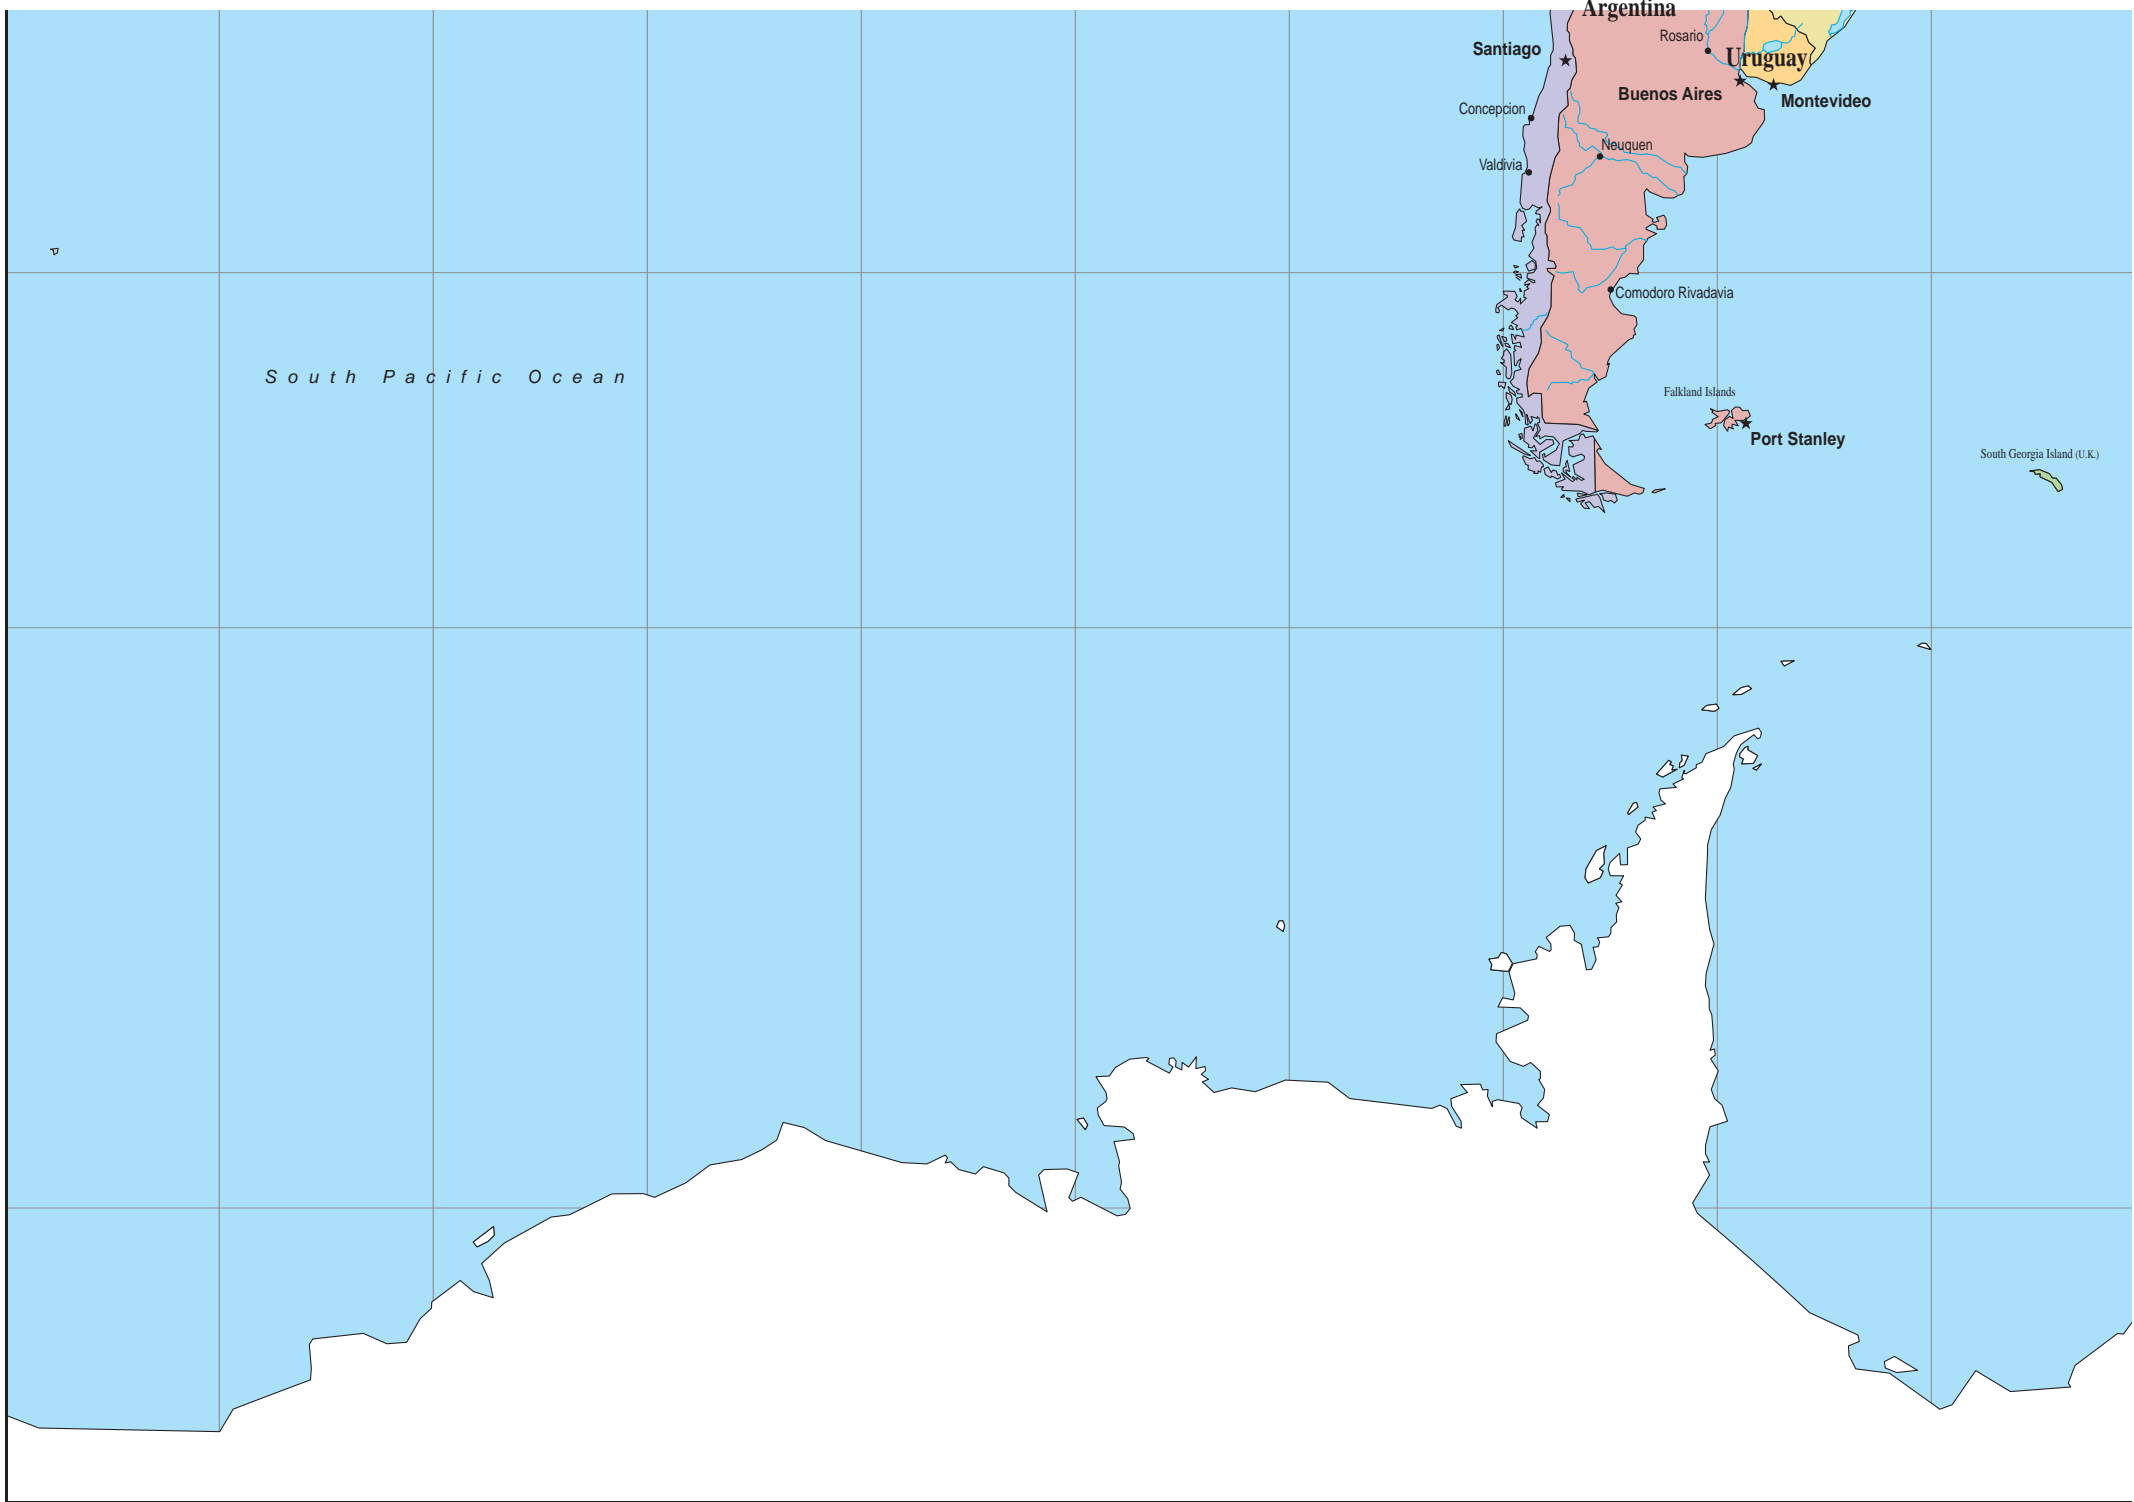 Argentina
Rosario
Santiago
Uruguay
Buenos Aires
Montevideo
Concepcion
Neuquen
Valdivia
Comodoro Rivadavia
South Pacific Ocean
Falkland Islands
Port Stanley
South Georgia Island (U.K.)